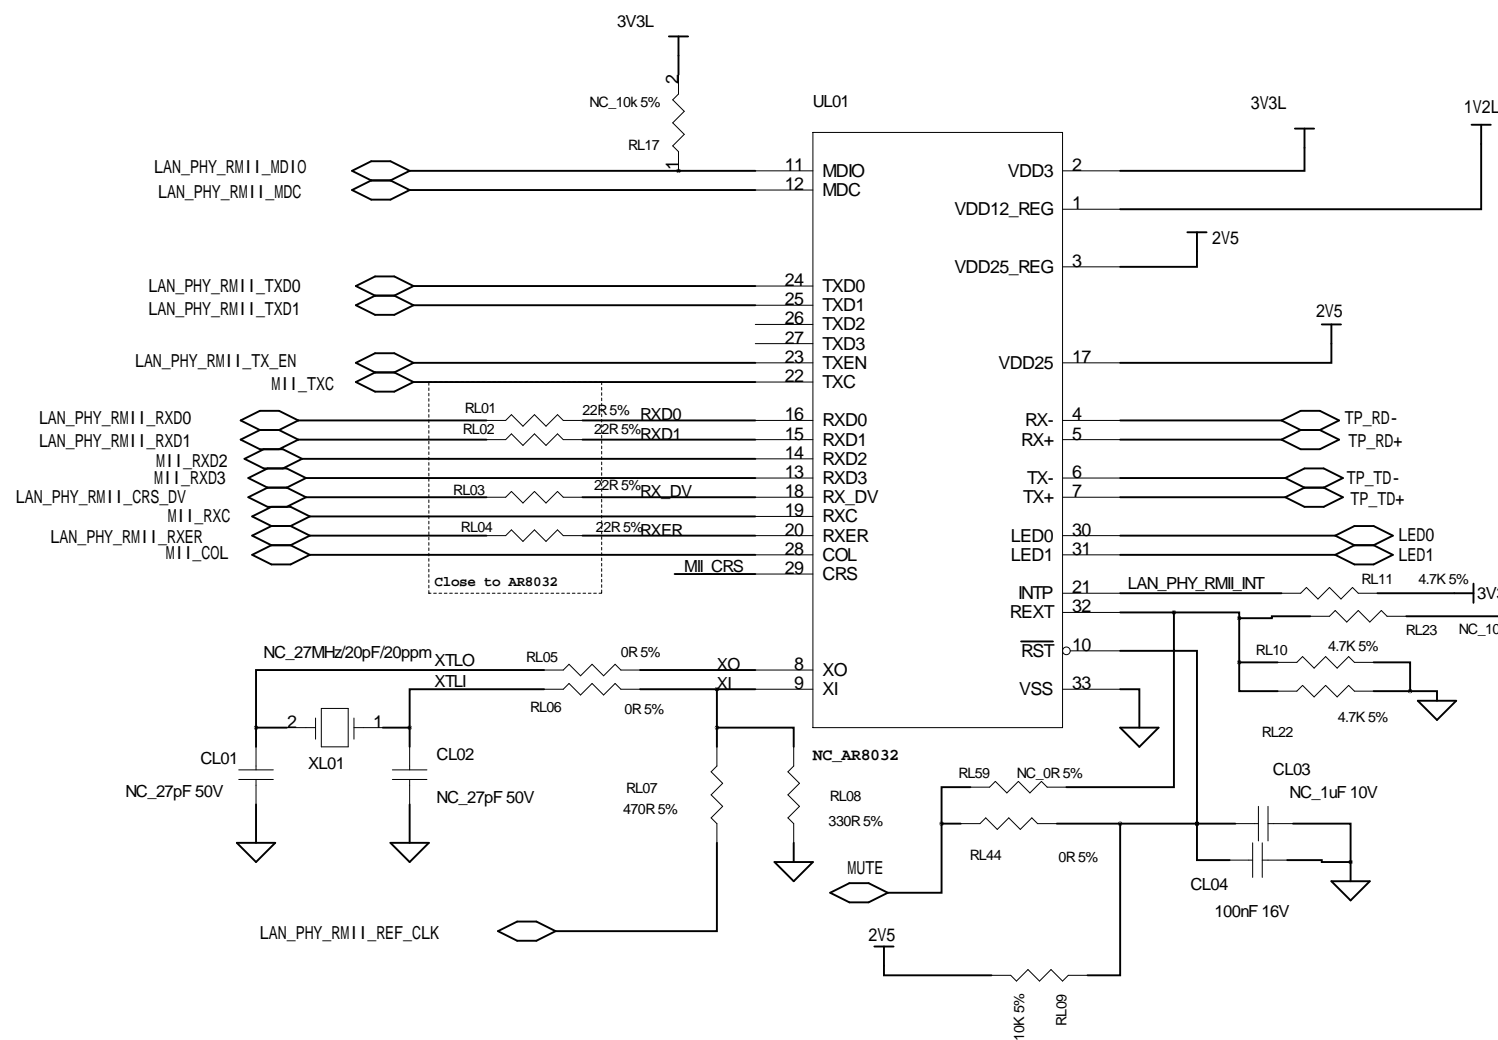 3V3L
2
NC_10k 5%
RL17
1
UL01
3V3L
1V2L
LAN_PHY_RMII_MDIO
11
MDIO
VDD3
2
LAN_PHY_RMII_MDC
12
MDC
VDD12_REG
1
2V5
VDD25_REG
3
LAN_PHY_RMII_TXD0
24
TXD0
LAN_PHY_RMII_TXD1
25
TXD1
26
TXD2
27
TXD3
2V5
LAN_PHY_RMII_TX_EN
23
TXEN
VDD25
17
MII_TXC
22
TXC
LAN_PHY_RMII_RXD0
RL01
22R 5%
RXD0
16
RXD0
RX-
4
TP_RD-
LAN_PHY_RMII_RXD1
RL02
22R 5%
RXD1
15
RXD1
RX+
5
TP_RD+
MII_RXD2
14
RXD2
MII_RXD3
13
RXD3
TX-
6
TP_TD-
LAN_PHY_RMII_CRS_DV
RL03
22R 5%
RX_DV
18
RX_DV
TX+
7
TP_TD+
MII_RXC
19
RXC
LAN_PHY_RMII_RXER
RL04
22R 5%
RXER
20
RXER
LED0
30
LED0
MII_COL
28
COL
LED1
31
LED1
MII_CRS
29
CRS
Close to AR8032
INTP
21
LAN_PHY_RMII_INT
RL11
4.7K 5%
3V3
REXT
32
RL23
NC_10
NC_27MHz/20pF/20ppm
XTLO
RL05
0R 5%
XO
8
XO
RST
10
RL10
4.7K 5%
XTLI
RL06
0R 5%
XI
9
XI
VSS
33
RL22
4.7K 5%
2
1
XL01
CL01
NC_27pF 50V
CL02
NC_27pF 50V
NC_AR8032
RL07
470R 5%
RL08
330R 5%
RL59
NC_0R 5%
CL03
NC_1uF 10V
RL44
0R 5%
MUTE
CL04
100nF 16V
LAN_PHY_RMII_REF_CLK
2V5
10K 5%
RL09